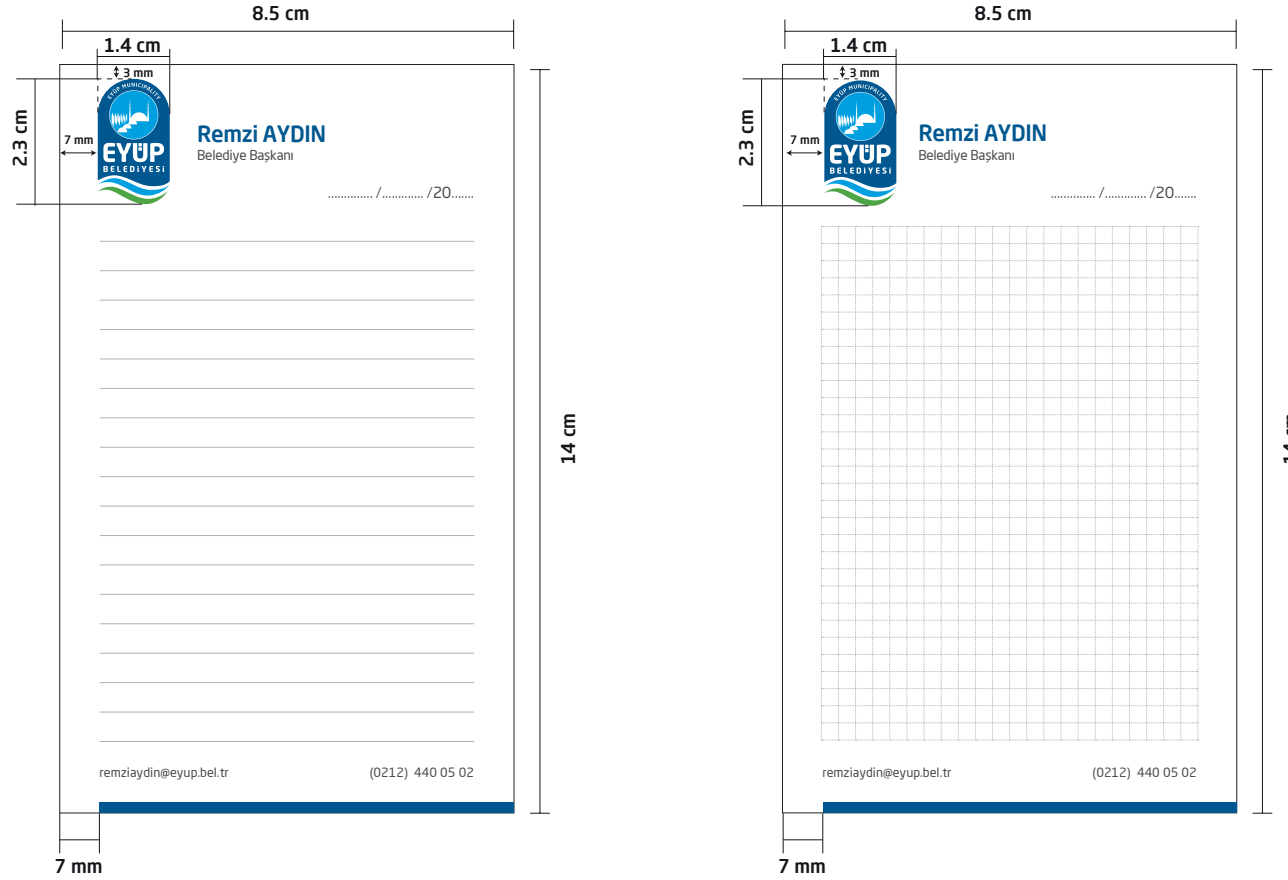 8.5 cm
1.4 cm
3 mm
2.3 cm
7 mm
EYÜP MUNICIPALITY
EYÜP
BELEDİYESİ
Remzi AYDIN
Belediye Başkanı
.............. /............. /20.......
14 cm
remziaydin@eyup.bel.tr
(0212) 440 05 02
7 mm
8.5 cm
1.4 cm
3 mm
2.3 cm
7 mm
EYÜP MUNICIPALITY
EYÜP
BELEDİYESİ
Remzi AYDIN
Belediye Başkanı
.............. /............. /20.......
14 cm
remziaydin@eyup.bel.tr
(0212) 440 05 02
7 mm